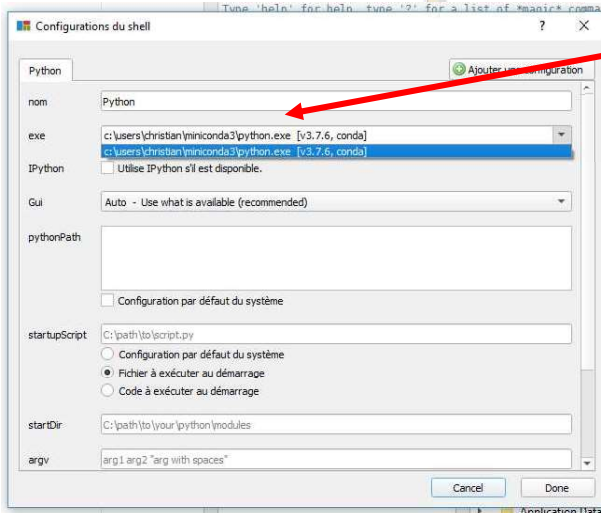 Type 'help' for help, type '?' for a list of *magic* comma
Configurations du shell
?
Python
Ajouter une configuration
nom
Python
exe
c:\users\christian\miniconda3\python.exe [v3.7.6, conda]
c:\users\christian\miniconda3\python.exe [v3.7.6, conda]
IPython
Utilise IPython s'il est disponible.
Gui
Auto - Use what is available (recommended)
pythonPath
Configuration par défaut du système
startupScript
C:\path\to\script.py
Configuration par défaut du système
Fichier à exécuter au démarrage
Code à exécuter au démarrage
startDir
C:\path\to\your\python\modules
argv
arg1 arg2 "arg with spaces"
Cancel
Done
Application Data